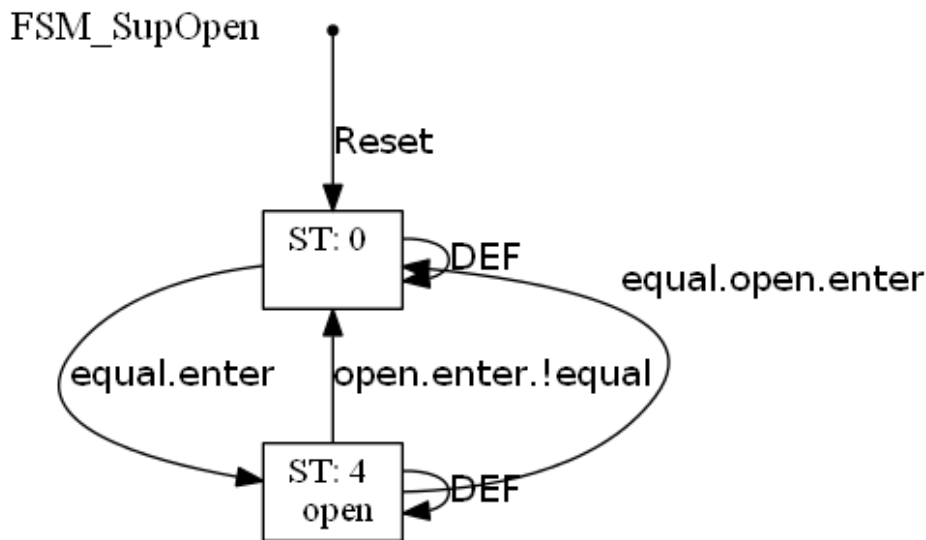 FSM_SupOpen
Reset
ST: 0
DEF
equal.open.enter
equal.enter
open.enter.!equal
ST: 4
open
DEF